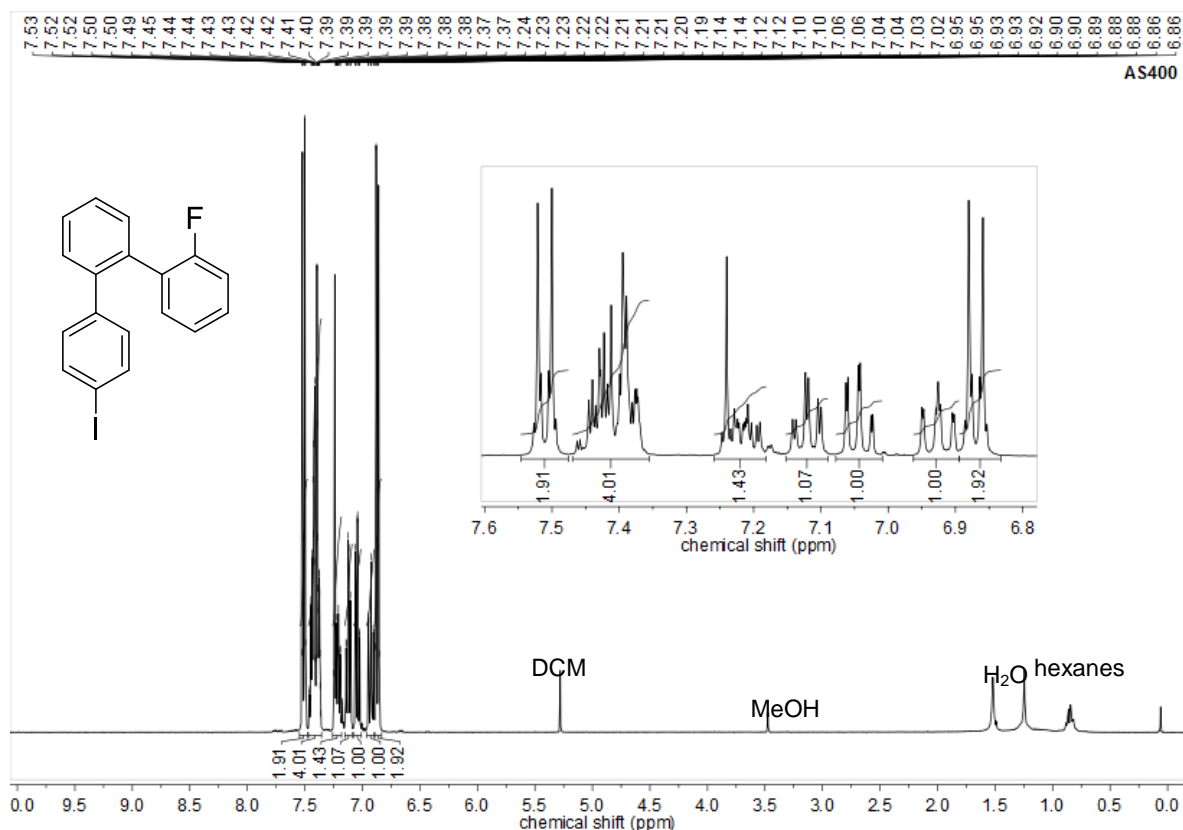 7.53 7.52 7.52 7.50 7.50 7.49 7.45 7.44 7.44 7.43 7.43 7.42 7.42 7.41 7.40 7.39 7.39 7.39 7.39 7.38 7.38 7.37 7.37 7.24 7.23 7.23 7.22 7.22 7.21 7.21 7.21 7.20 7.19 7.14 7.14 7.12 7.12 7.10 7.10 7.06 7.06 7.04 7.04 7.03 7.02 6.95 6.95 6.93 6.93 6.92 6.90 6.90 6.89 6.88 6.88 6.86 6.86
AS400
F
I
1.91 4.01 1.43 1.07 1.00 1.00 1.92
7.6 7.5 7.4 7.3 7.2 7.1 7.0 6.9 6.8
chemical shift (ppm)
DCM
MeOH
H₂O
hexanes
1.91 4.01 1.43 1.07 1.00 1.00 1.92
0.0 9.5 9.0 8.5 8.0 7.5 7.0 6.5 6.0 5.5 5.0 4.5 4.0 3.5 3.0 2.5 2.0 1.5 1.0 0.5 0.0
chemical shift (ppm)